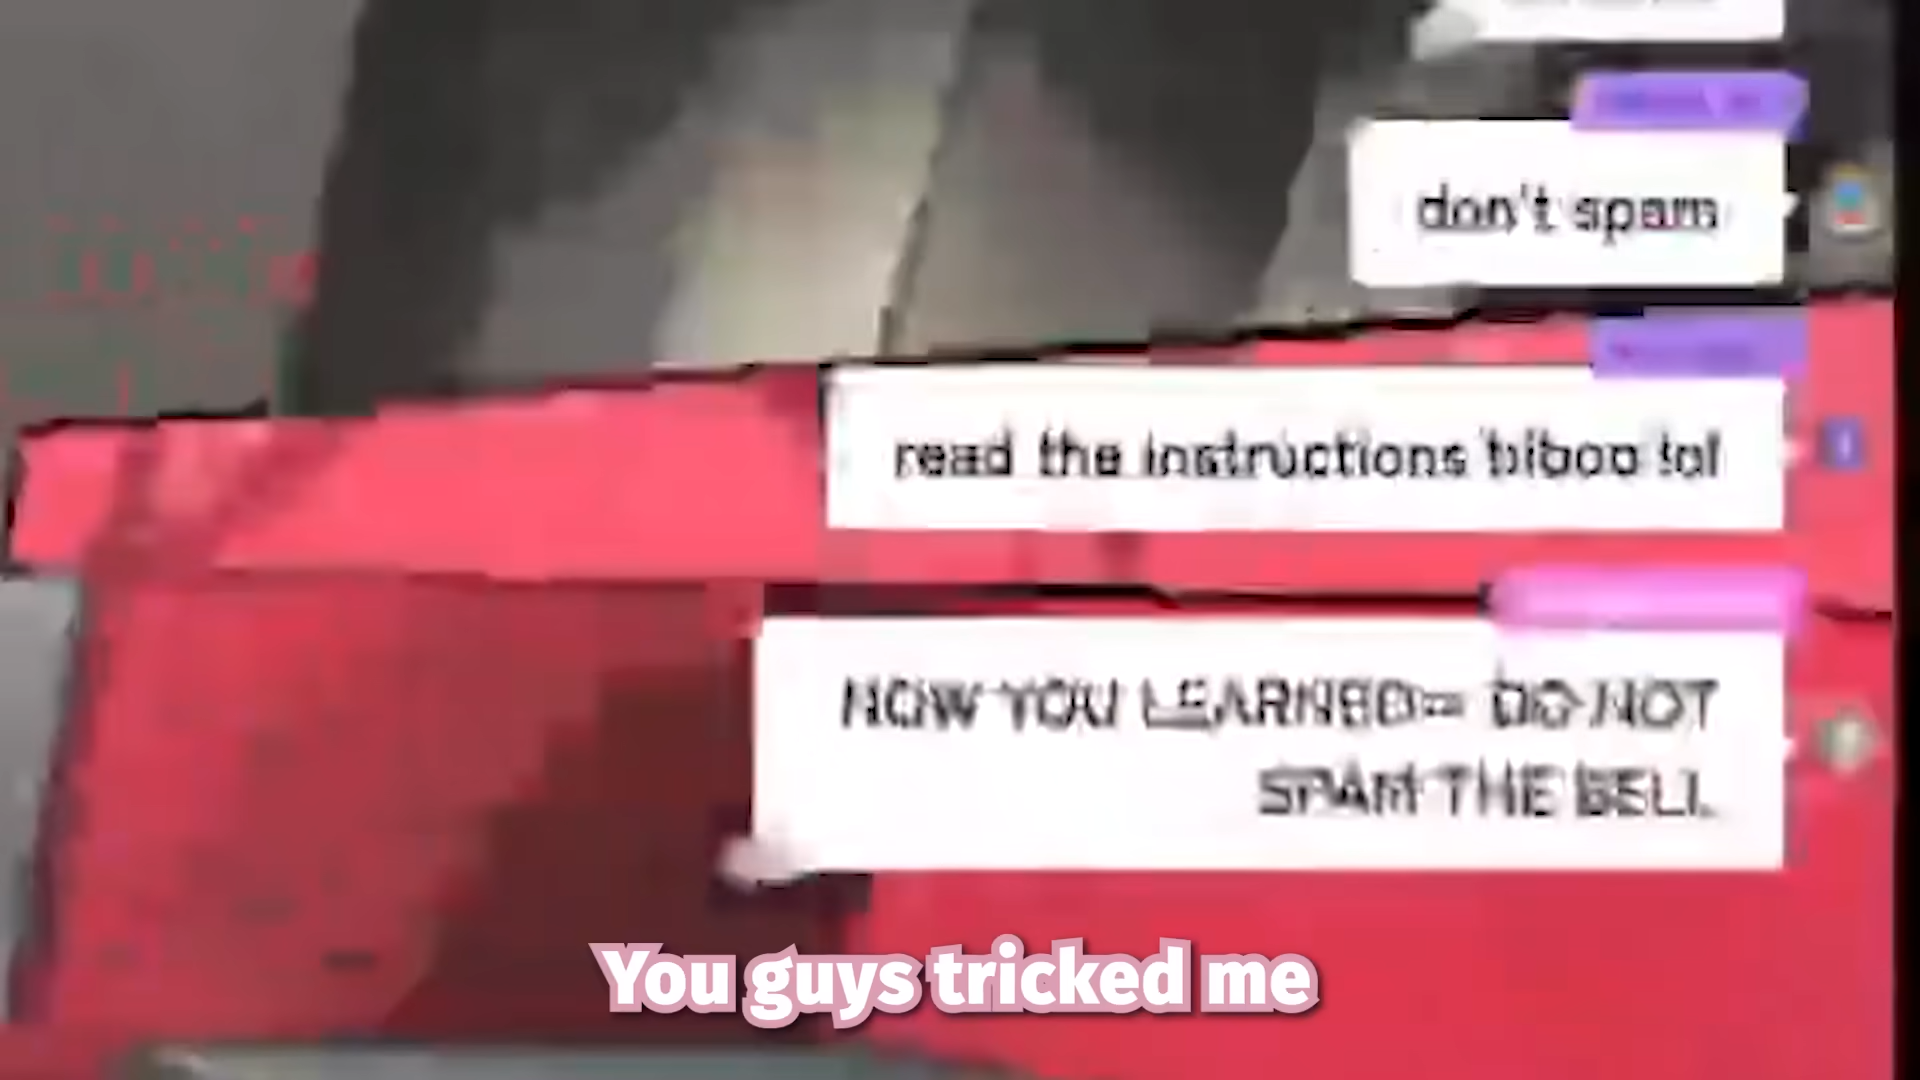 don't spam
read the instructions biboo lol
NOW YOU LEARNED- DO NOT
SPAM THE BELL
You guys tricked me